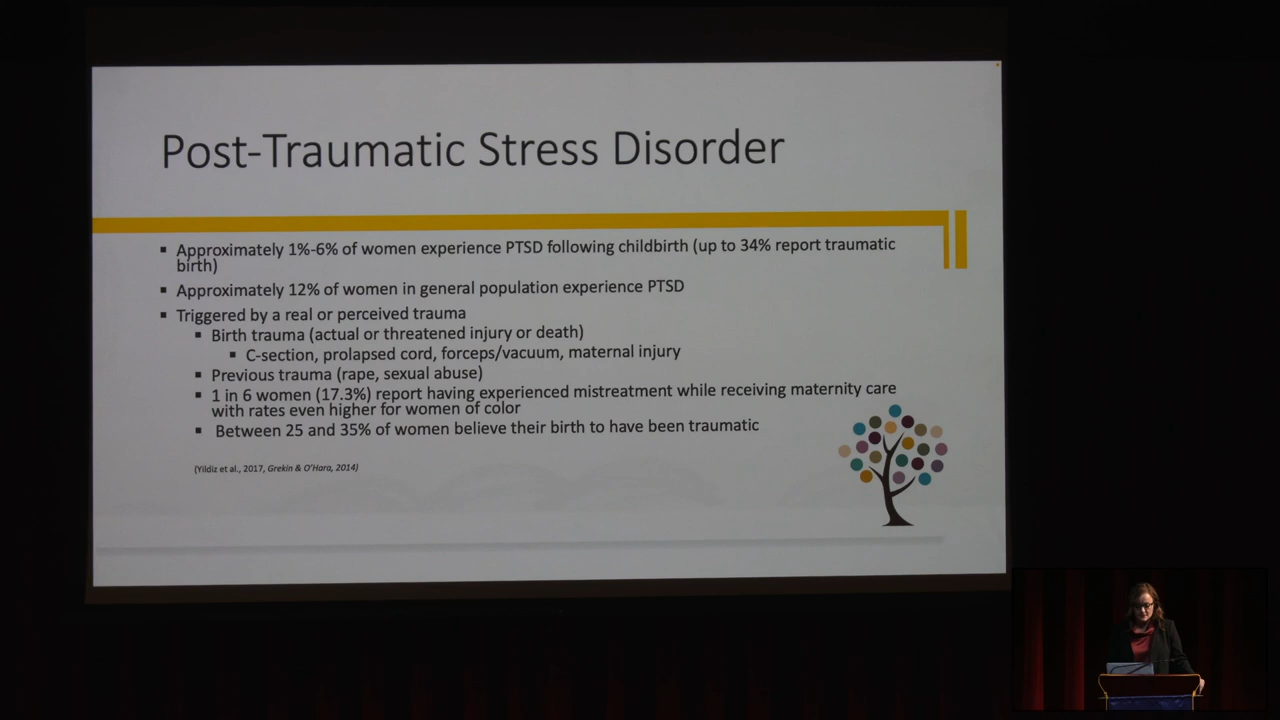 Post-Traumatic Stress Disorder
▪ Approximately 1%-6% of women experience PTSD following childbirth (up to 34% report traumatic
birth)
▪ Approximately 12% of women in general population experience PTSD
▪ Triggered by a real or perceived trauma
▪ Birth trauma (actual or threatened injury or death)
▪ C-section, prolapsed cord, forceps/vacuum, maternal injury
▪ Previous trauma (rape, sexual abuse)
▪ 1 in 6 women (17.3%) report having experienced mistreatment while receiving maternity care
with rates even higher for women of color
▪ Between 25 and 35% of women believe their birth to have been traumatic
(Yildiz et al., 2017, Grekin & O'Hara, 2014)